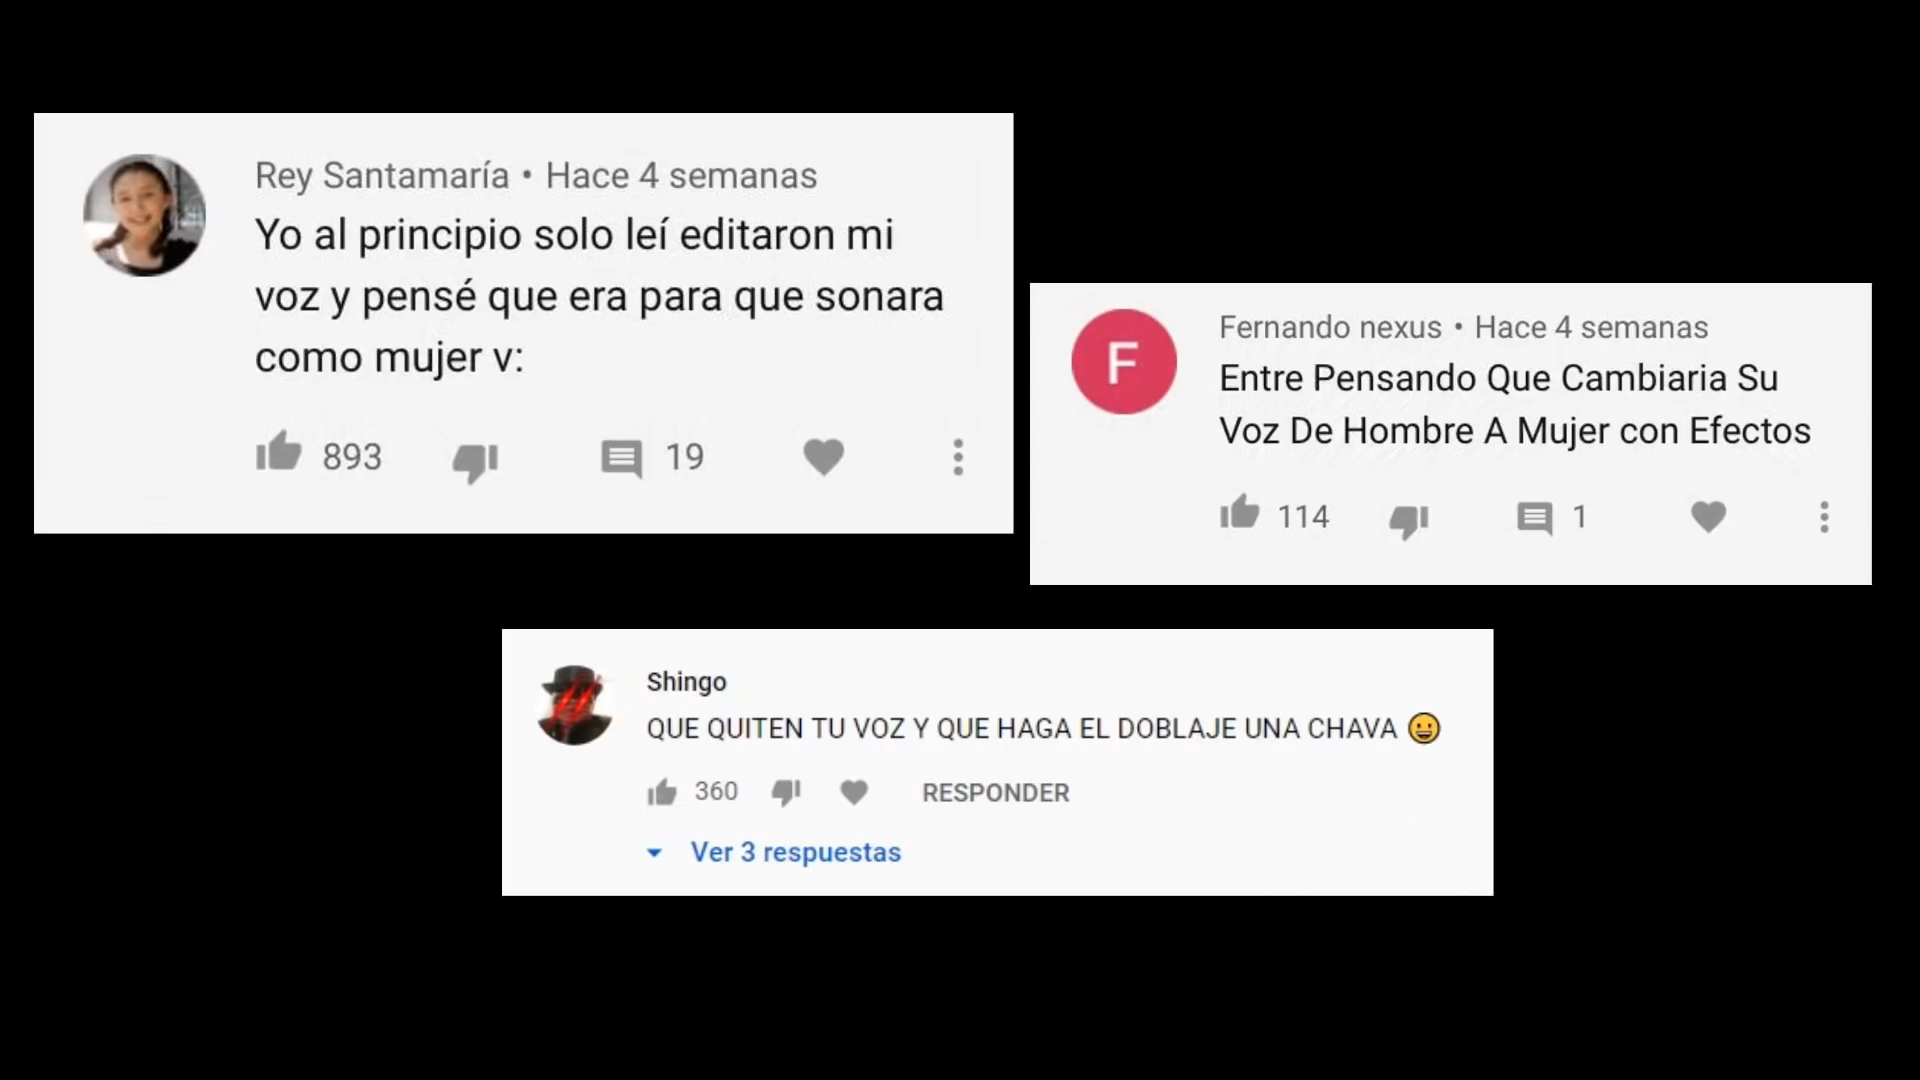 Rey Santamaría • Hace 4 semanas
Yo al principio solo leí editaron mi
voz y pensé que era para que sonara
como mujer v:
893 19
Fernando nexus • Hace 4 semanas
Entre Pensando Que Cambiaria Su
Voz De Hombre A Mujer con Efectos
F
114 1
Shingo
QUE QUITEN TU VOZ Y QUE HAGA EL DOBLAJE UNA CHAVA 😀
360 RESPONDER
Ver 3 respuestas